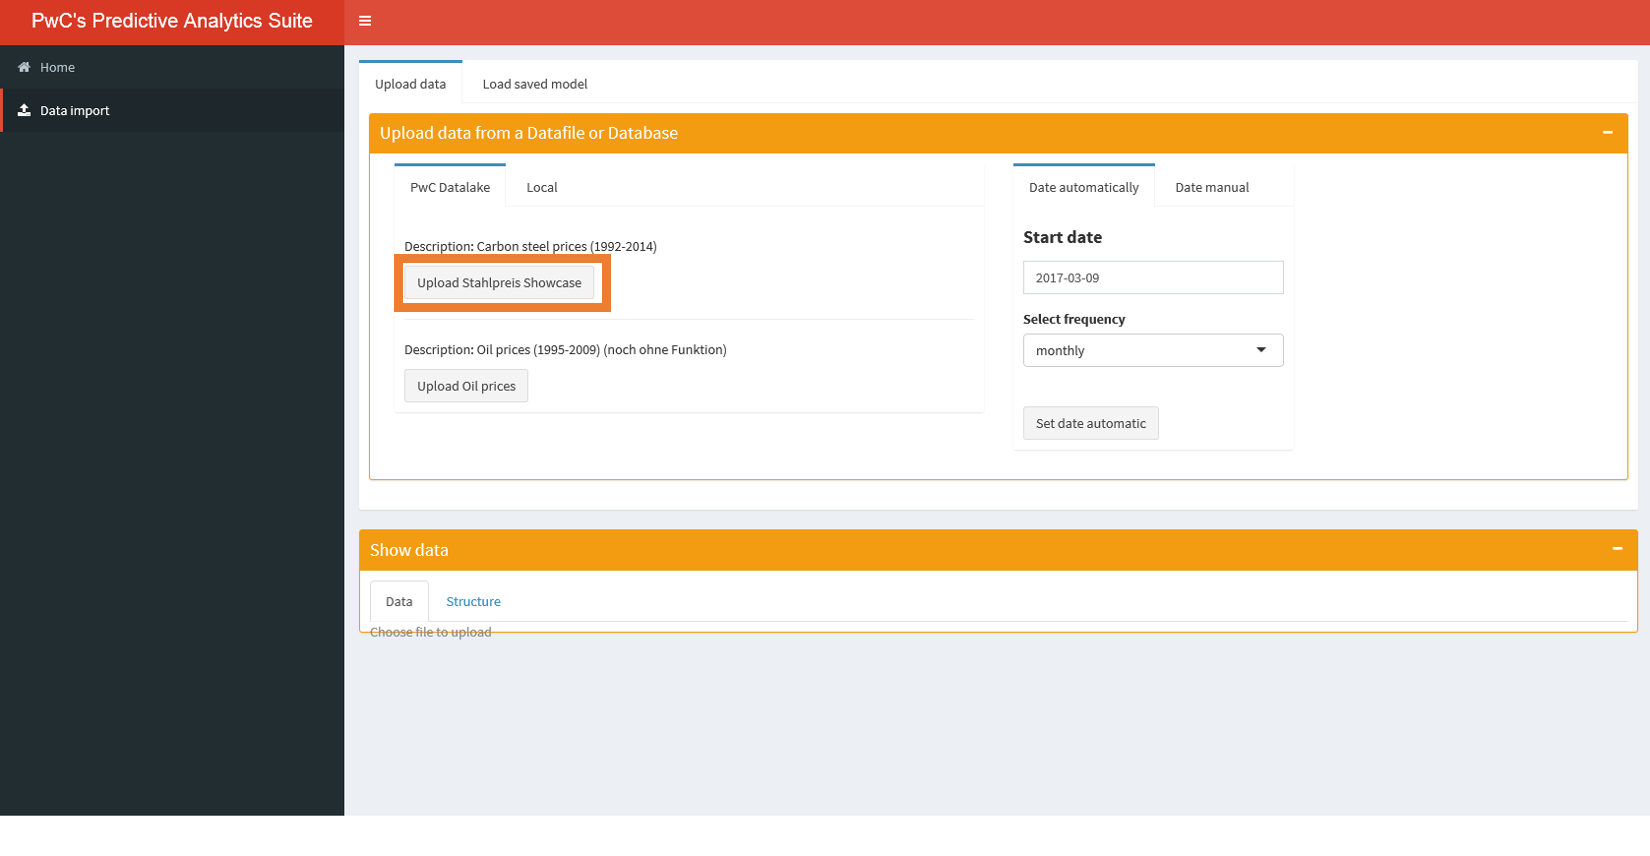 PwC's Predictive Analytics Suite
Home
Data import
Upload data
Load saved model
Upload data from a Datafile or Database
PwC Datalake
Local
Description: Carbon steel prices (1992-2014)
Upload Stahlpreis Showcase
Description: Oil prices (1995-2009) (noch ohne Funktion)
Upload Oil prices
Date automatically
Date manual
Start date
2017-03-09
Select frequency
monthly
Set date automatic
Show data
Data
Structure
Choose file to upload